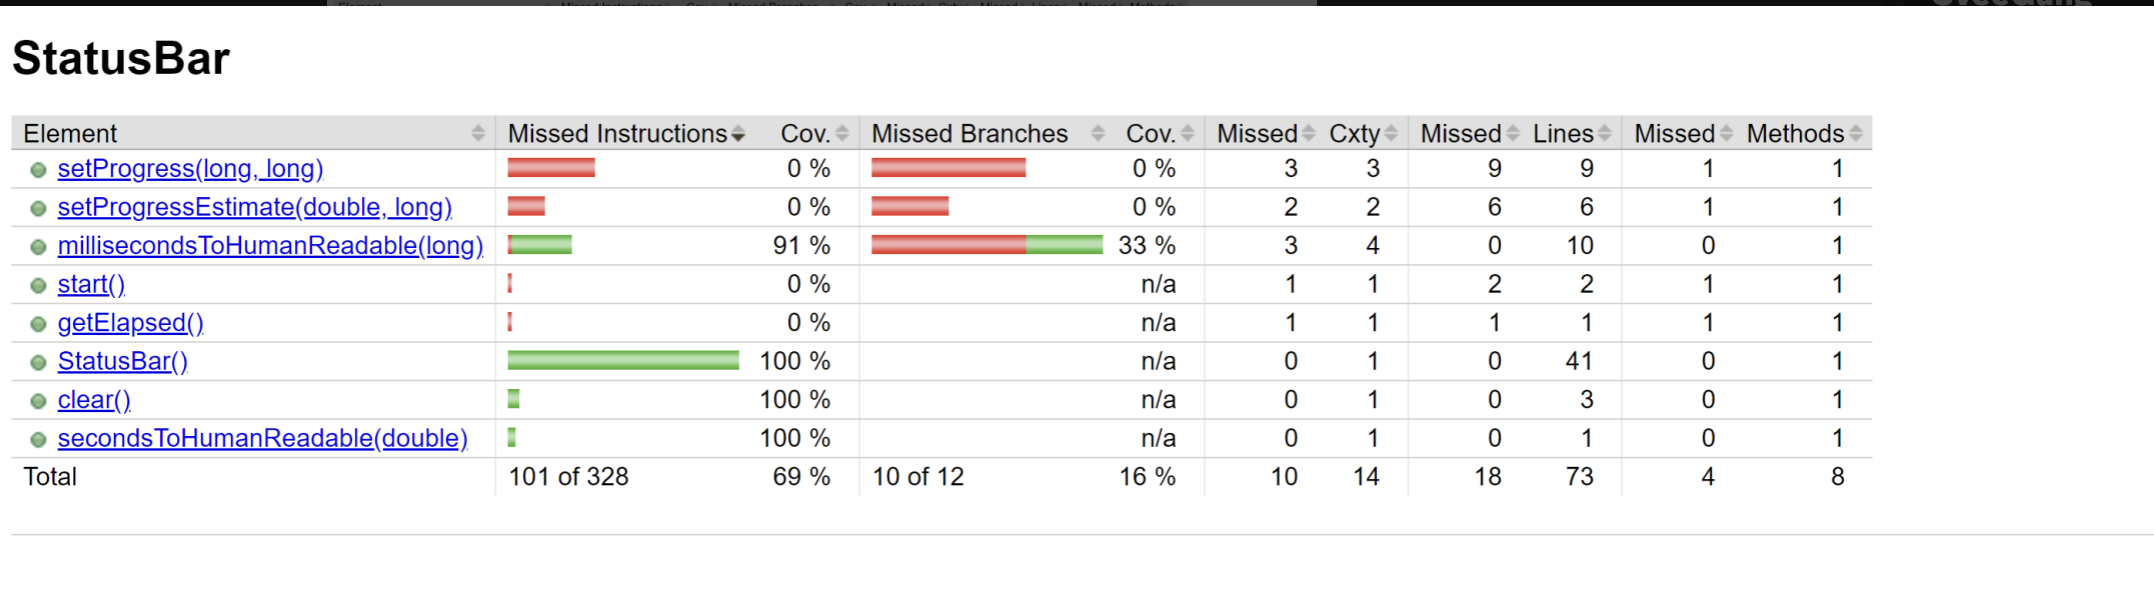 StatusBar
Element Missed Instructions Cov. Missed Branches Cov. Missed Cxty Missed Lines Missed Methods
setProgress(long, long) 0 % 0 % 3 3 9 9 1 1
setProgressEstimate(double, long) 0 % 0 % 2 2 6 6 1 1
millisecondsToHumanReadable(long) 91 % 33 % 3 4 0 10 0 1
start() 0 % n/a 1 1 2 2 1 1
getElapsed() 0 % n/a 1 1 1 1 1 1
StatusBar() 100 % n/a 0 1 0 41 0 1
clear() 100 % n/a 0 1 0 3 0 1
secondsToHumanReadable(double) 100 % n/a 0 1 0 1 0 1
Total 101 of 328 69 % 10 of 12 16 % 10 14 18 73 4 8